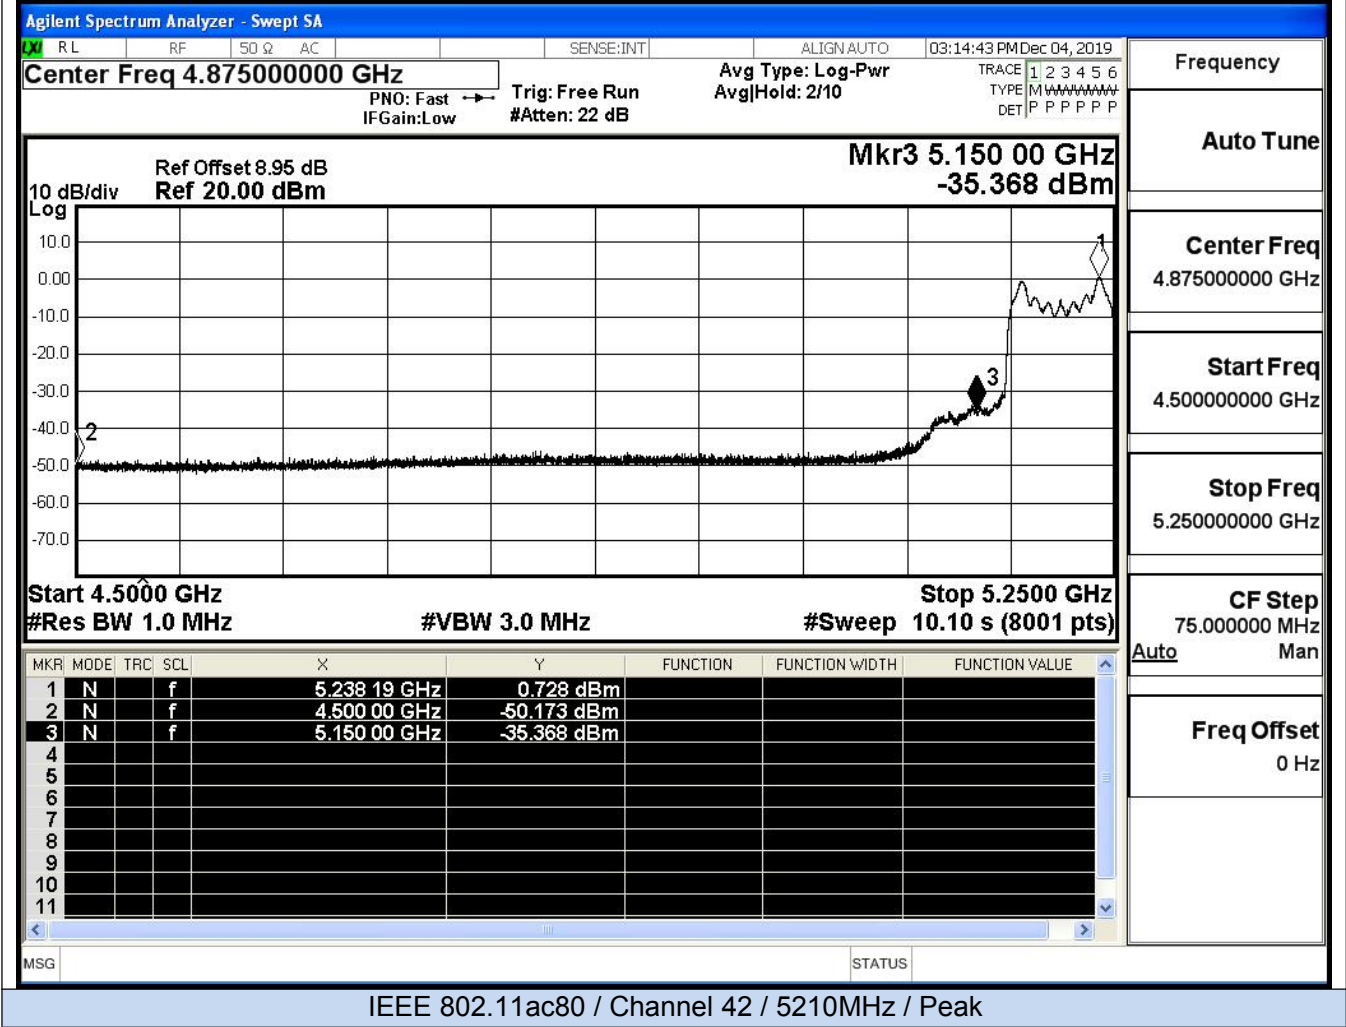 Agilent Spectrum Analyzer - Swept SA
LXI RL RF 50 Ω AC SENSE:INT ALIGN AUTO 03:14:43 PM Dec 04, 2019
Center Freq 4.875000000 GHz
PNO: Fast
IFGain:Low
Trig: Free Run
#Atten: 22 dB
Avg Type: Log-Pwr
Avg|Hold: 2/10
TRACE 1 2 3 4 5 6
TYPE M WWWWW
DET P P P P P P
Mkr3 5.150 00 GHz
-35.368 dBm
Ref Offset 8.95 dB
10 dB/div Ref 20.00 dBm
Log
10.0
0.00
-10.0
-20.0
-30.0
-40.0
-50.0
-60.0
-70.0
1
2
3
Start 4.5000 GHz Stop 5.2500 GHz
#Res BW 1.0 MHz #VBW 3.0 MHz #Sweep 10.10 s (8001 pts)
MKR MODE TRC SCL X Y FUNCTION FUNCTION WIDTH FUNCTION VALUE
1 N f 5.238 19 GHz 0.728 dBm
2 N f 4.500 00 GHz -50.173 dBm
3 N f 5.150 00 GHz -35.368 dBm
4
5
6
7
8
9
10
11
MSG STATUS
Frequency
Auto Tune
Center Freq
4.875000000 GHz
Start Freq
4.500000000 GHz
Stop Freq
5.250000000 GHz
CF Step
75.000000 MHz
Auto Man
Freq Offset
0 Hz
IEEE 802.11ac80 / Channel 42 / 5210MHz / Peak